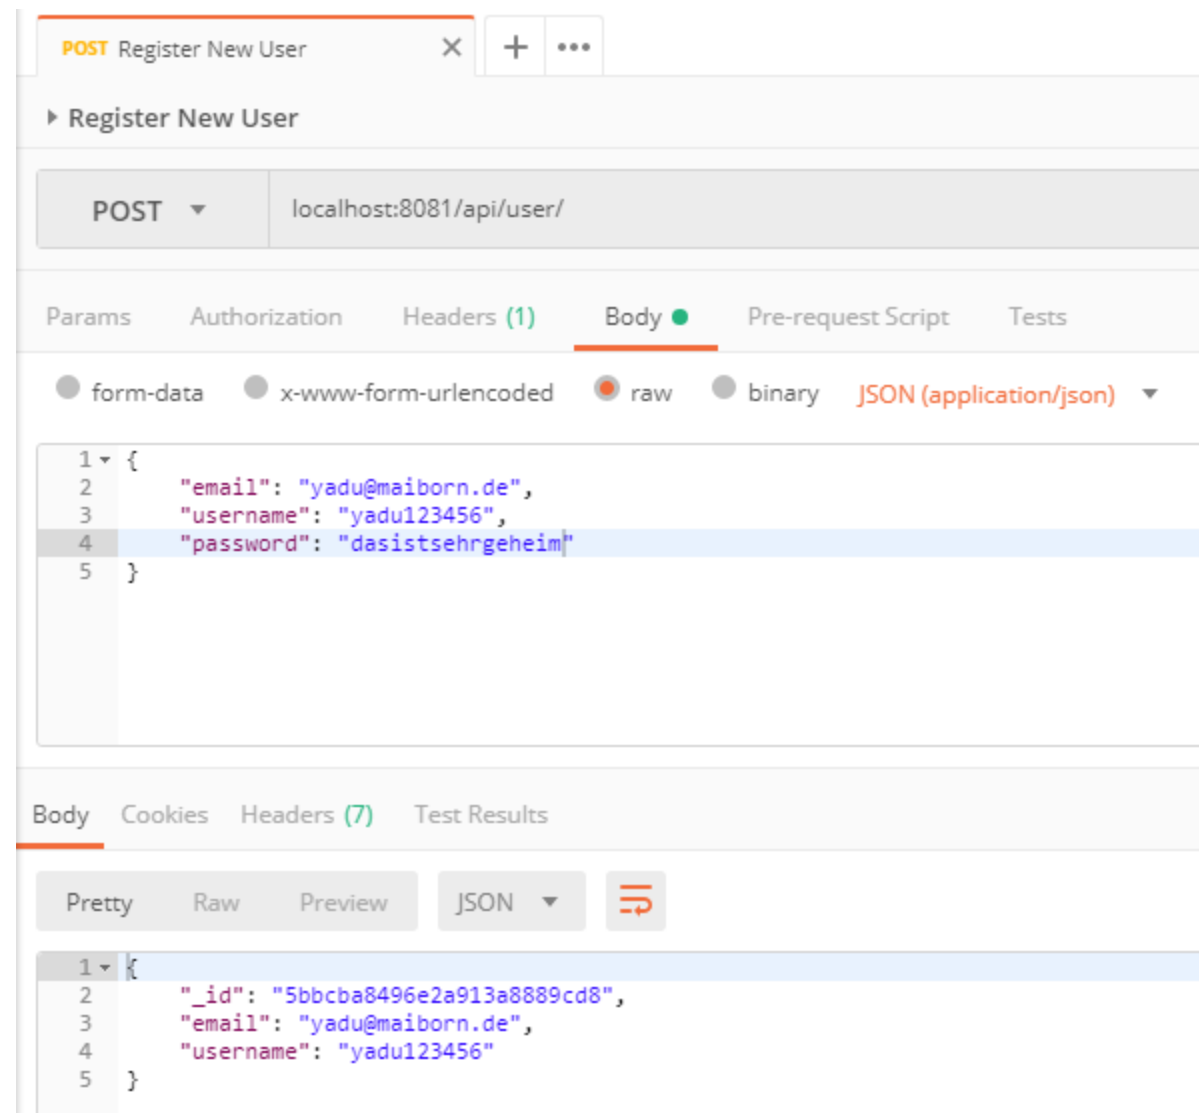 POST Register New User
Register New User
POST localhost:8081/api/user/
Params Authorization Headers (1) Body Pre-request Script Tests
form-data x-www-form-urlencoded raw binary JSON (application/json)
1 {
2 "email": "yadu@maiborn.de",
3 "username": "yadu123456",
4 "password": "dasistsehrgeheim"
5 }
Body Cookies Headers (7) Test Results
Pretty Raw Preview JSON
1 {
2 "_id": "5bbcba8496e2a913a8889cd8",
3 "email": "yadu@maiborn.de",
4 "username": "yadu123456"
5 }